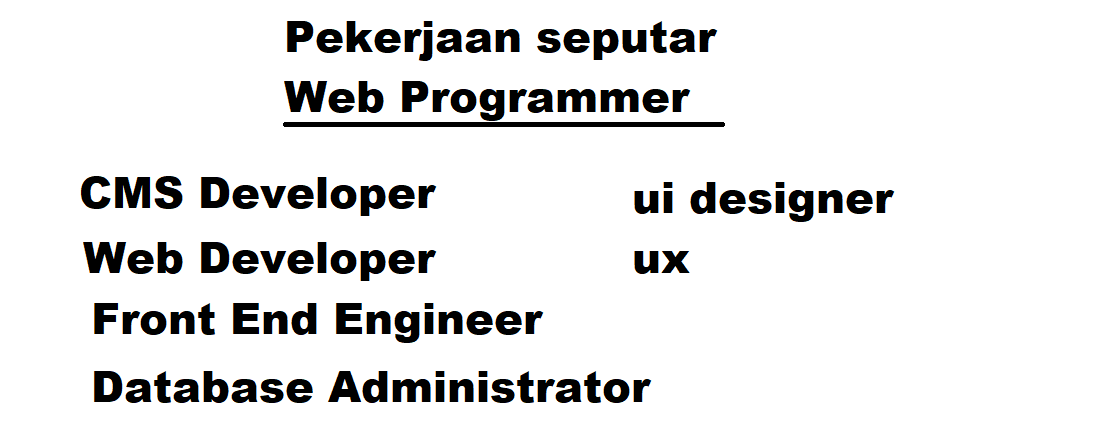 Pekerjaan seputar
Web Programmer
CMS Developer
Web Developer
Front End Engineer
Database Administrator
ui designer
ux